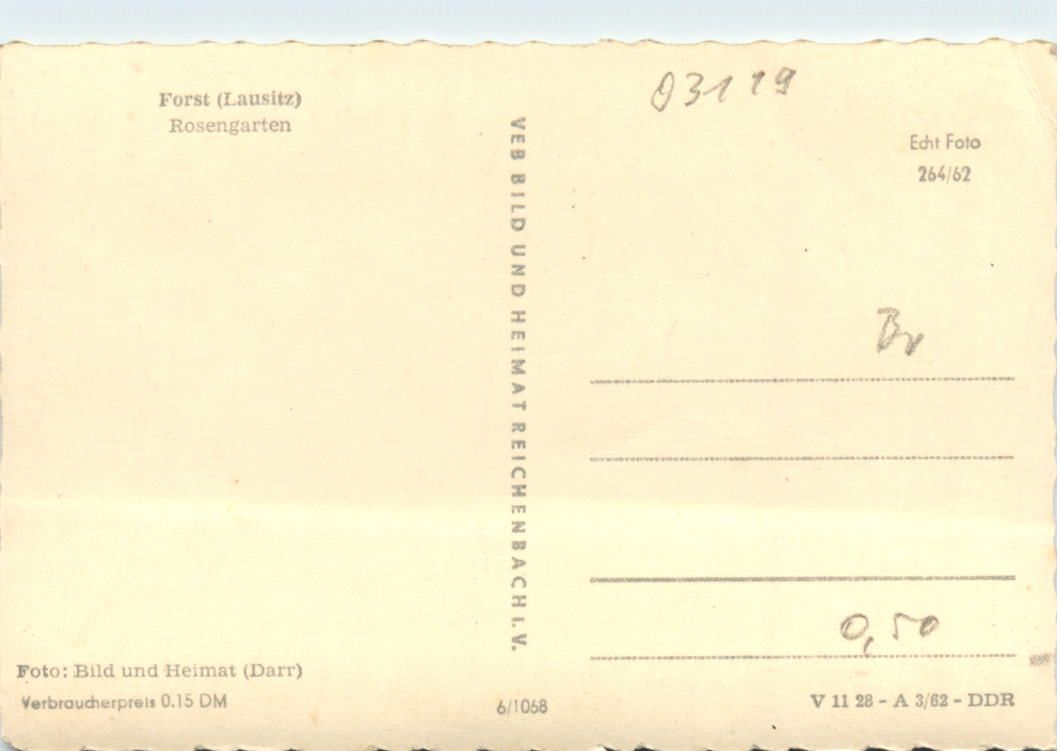 Forst (Lausitz)
Rosengarten
03119
Echt Foto
264/62
VEB BILD UND HEIMAT REICHENBACH I. V.
Br
0,50
Foto: Bild und Heimat (Darr)
Verbraucherpreis 0.15 DM
6/1068
V 11 28 - A 3/62 - DDR